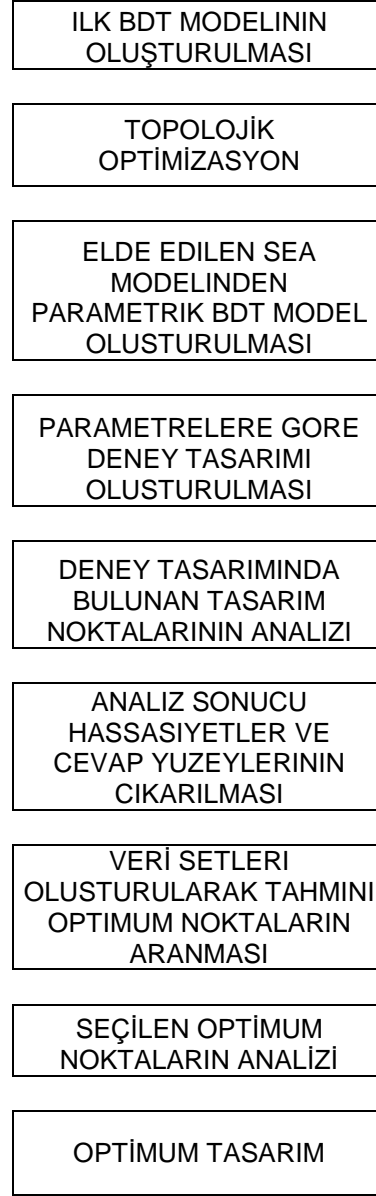 ILK BDT MODELININ
OLUŞTURULMASI
TOPOLOJİK
OPTİMİZASYON
ELDE EDILEN SEA
MODELINDEN
PARAMETRIK BDT MODEL
OLUSTURULMASI
PARAMETRELERE GORE
DENEY TASARIMI
OLUSTURULMASI
DENEY TASARIMINDA
BULUNAN TASARIM
NOKTALARININ ANALIZI
ANALIZ SONUCU
HASSASIYETLER VE
CEVAP YUZEYLERININ
CIKARILMASI
VERİ SETLERI
OLUSTURULARAK TAHMINI
OPTIMUM NOKTALARIN
ARANMASI
SEÇİLEN OPTİMUM
NOKTALARIN ANALİZİ
OPTİMUM TASARIM